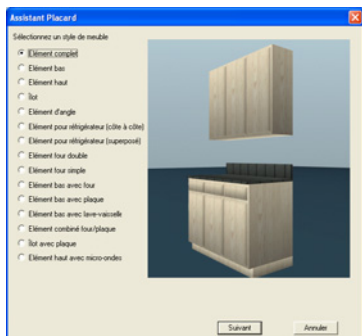 Assistant Placard
Sélectionnez un style de meuble
Elément complet
Elément bas
Elément haut
Îlot
Elément d'angle
Elément pour réfrigérateur (côte à côte)
Elément pour réfrigérateur (superposé)
Elément four double
Elément four simple
Elément bas avec four
Elément bas avec plaque
Elément bas avec lave-vaisselle
Elément combiné four/plaque
Îlot avec plaque
Elément haut avec micro-ondes
Suivant
Annuler